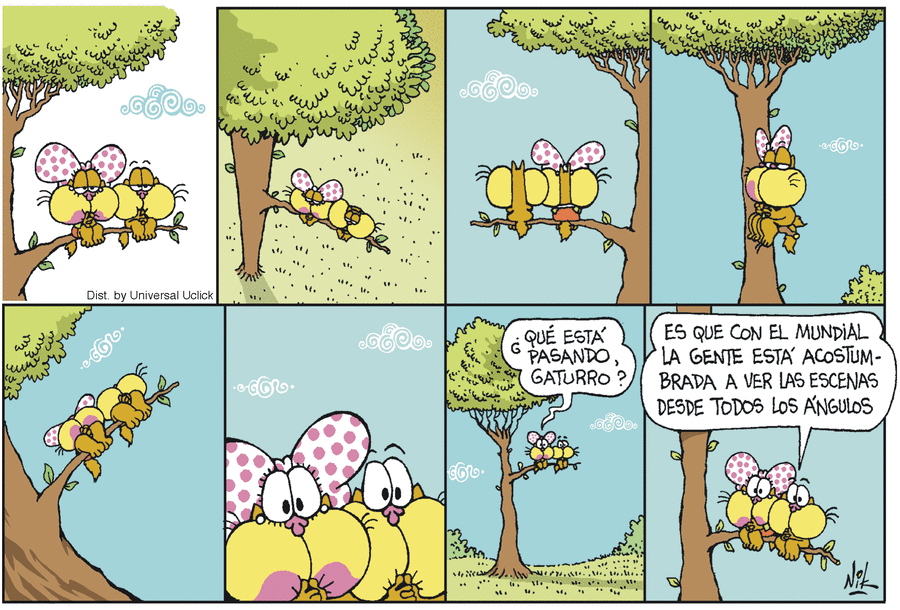 Dist. by Universal Uclick
¿QUÉ ESTÁ
PASANDO,
GATURRO?
ES QUE CON EL MUNDIAL
LA GENTE ESTÁ ACOSTUM-
BRADA A VER LAS ESCENAS
DESDE TODOS LOS ÁNGULOS
Nik